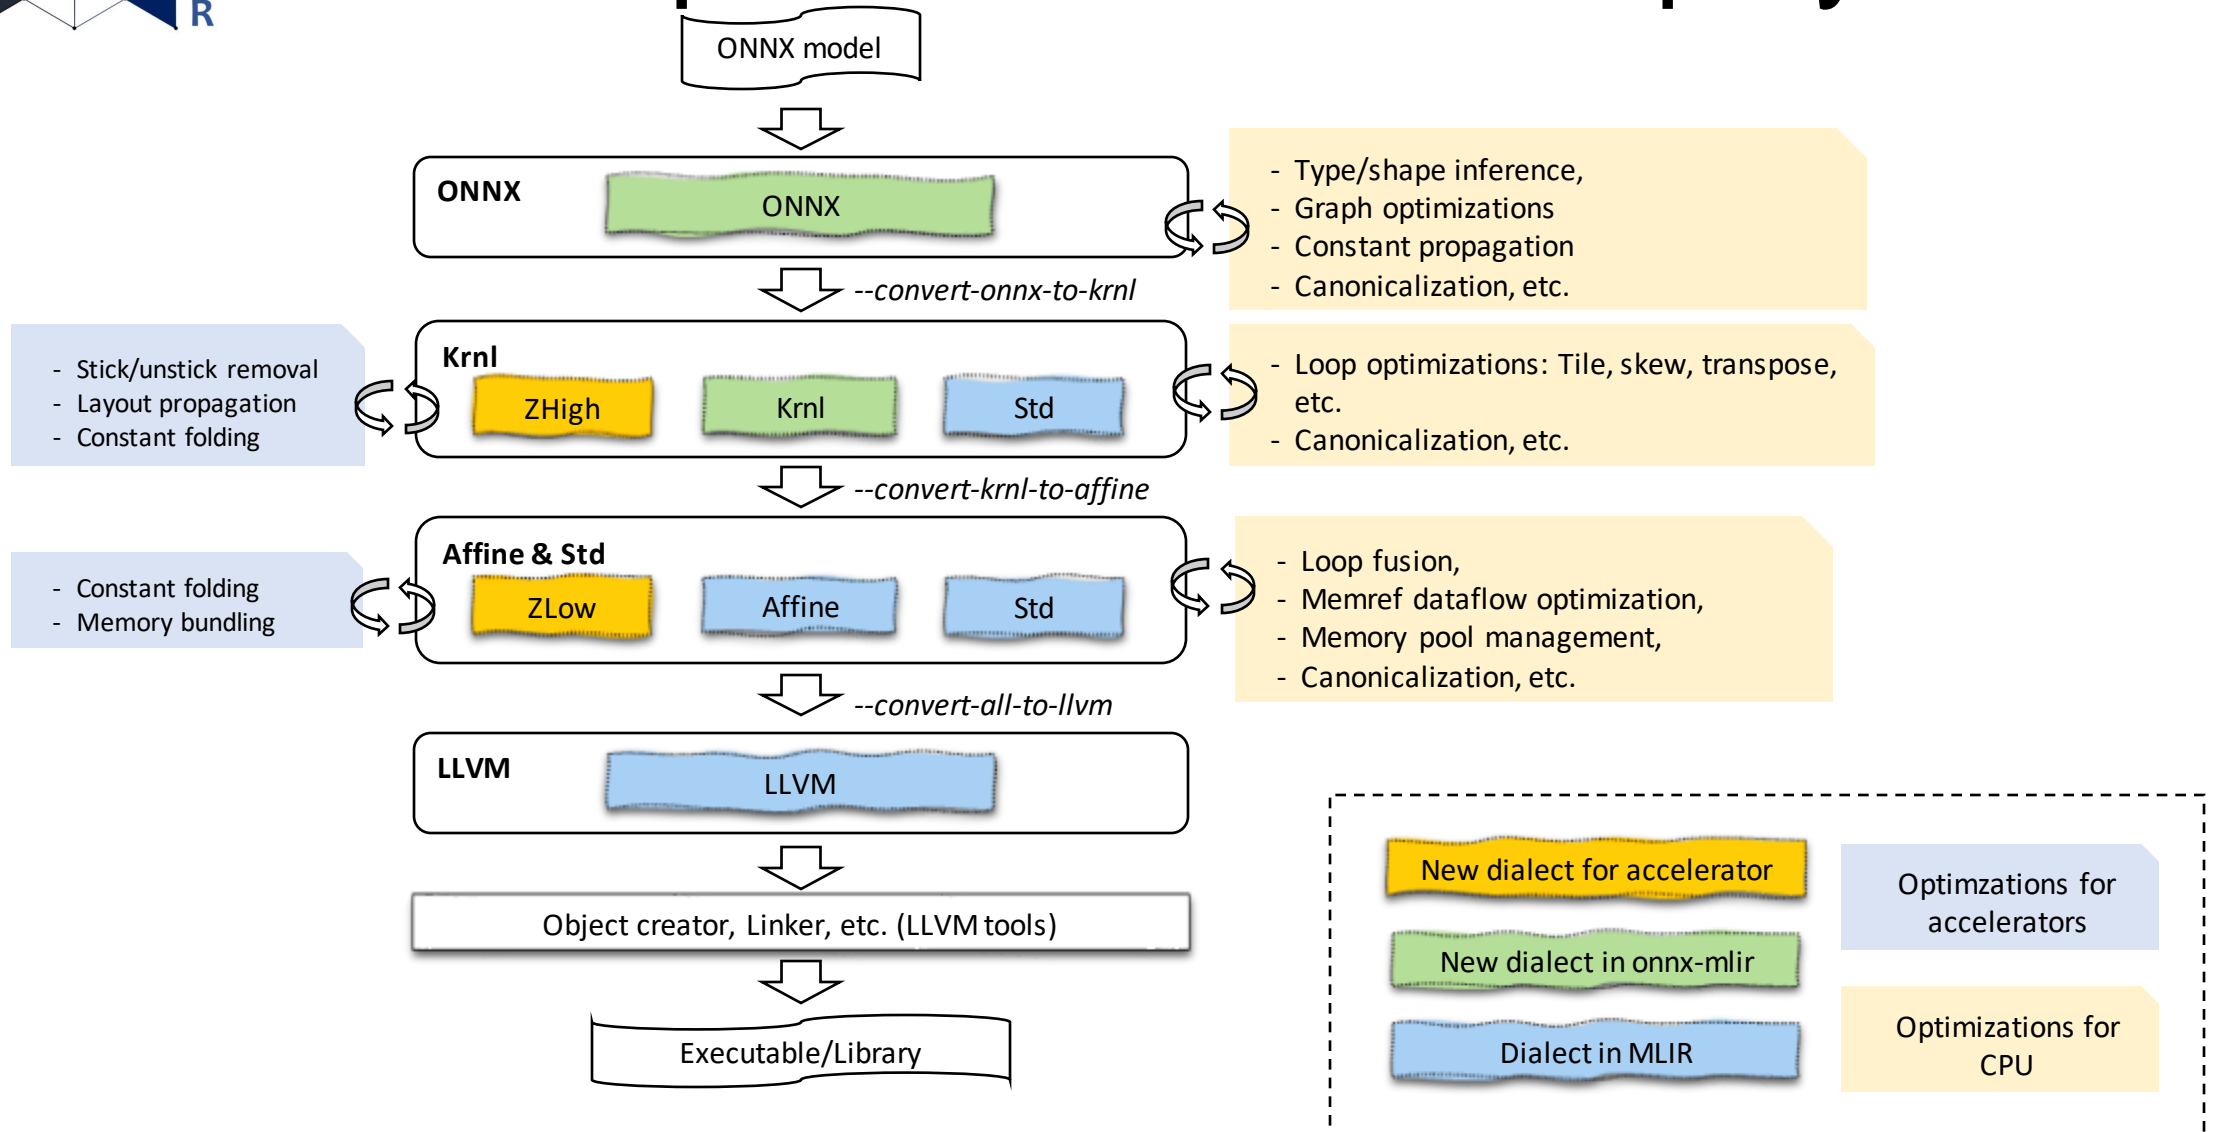 R
ONNX model
ONNX
ONNX
- Type/shape inference,
- Graph optimizations
- Constant propagation
- Canonicalization, etc.
--convert-onnx-to-krnl
- Stick/unstick removal
- Layout propagation
- Constant folding
Krnl
ZHigh
Krnl
Std
- Loop optimizations: Tile, skew, transpose,
etc.
- Canonicalization, etc.
--convert-krnl-to-affine
- Constant folding
- Memory bundling
Affine & Std
ZLow
Affine
Std
- Loop fusion,
- Memref dataflow optimization,
- Memory pool management,
- Canonicalization, etc.
--convert-all-to-llvm
LLVM
LLVM
Object creator, Linker, etc. (LLVM tools)
Executable/Library
New dialect for accelerator
New dialect in onnx-mlir
Dialect in MLIR
Optimzations for
accelerators
Optimizations for
CPU